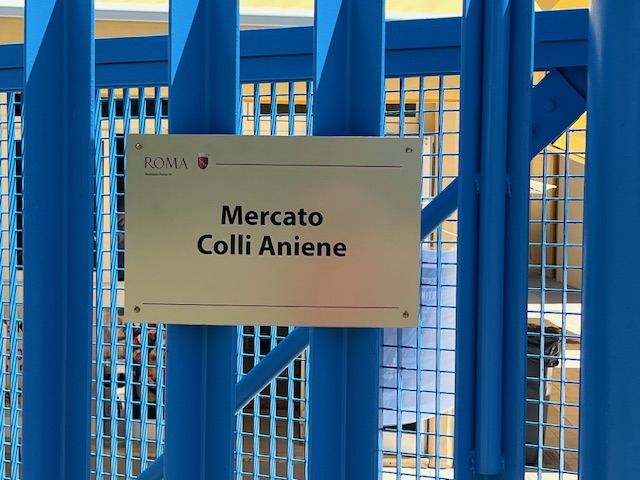 ROMA
Mercato
Colli Aniene